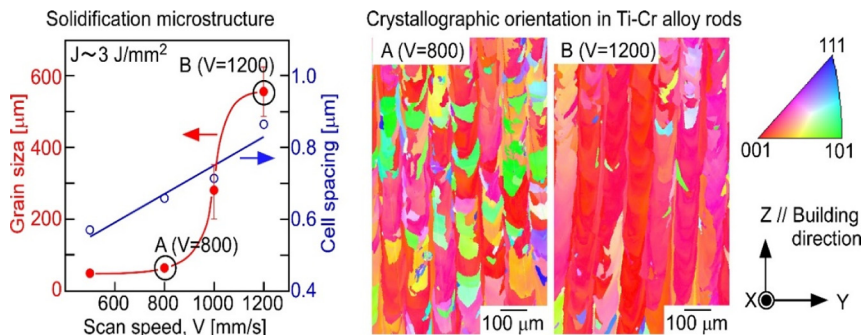 Solidification microstructure
J~3 J/mm²
B (V=1200)
A (V=800)
Grain siza [μm]
600
400
200
0
1.0
0.8
0.6
0.4
Cell spacing [μm]
600 800 1000 1200
Scan speed, V [mm/s]
Crystallographic orientation in Ti-Cr alloy rods
A (V=800)
B (V=1200)
100 μm
100 μm
111
001 101
Z // Building
direction
X
Y